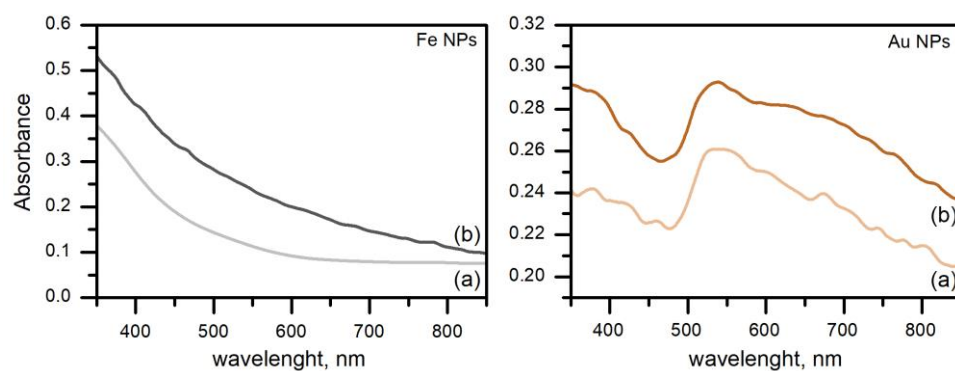 Fe NPs
0.6
0.5
0.4
0.3
0.2
0.1
0.0
Absorbance
(b)
(a)
400 500 600 700 800
wavelenght, nm
Au NPs
0.32
0.30
0.28
0.26
0.24
0.22
0.20
(b)
(a)
400 500 600 700 800
wavelenght, nm